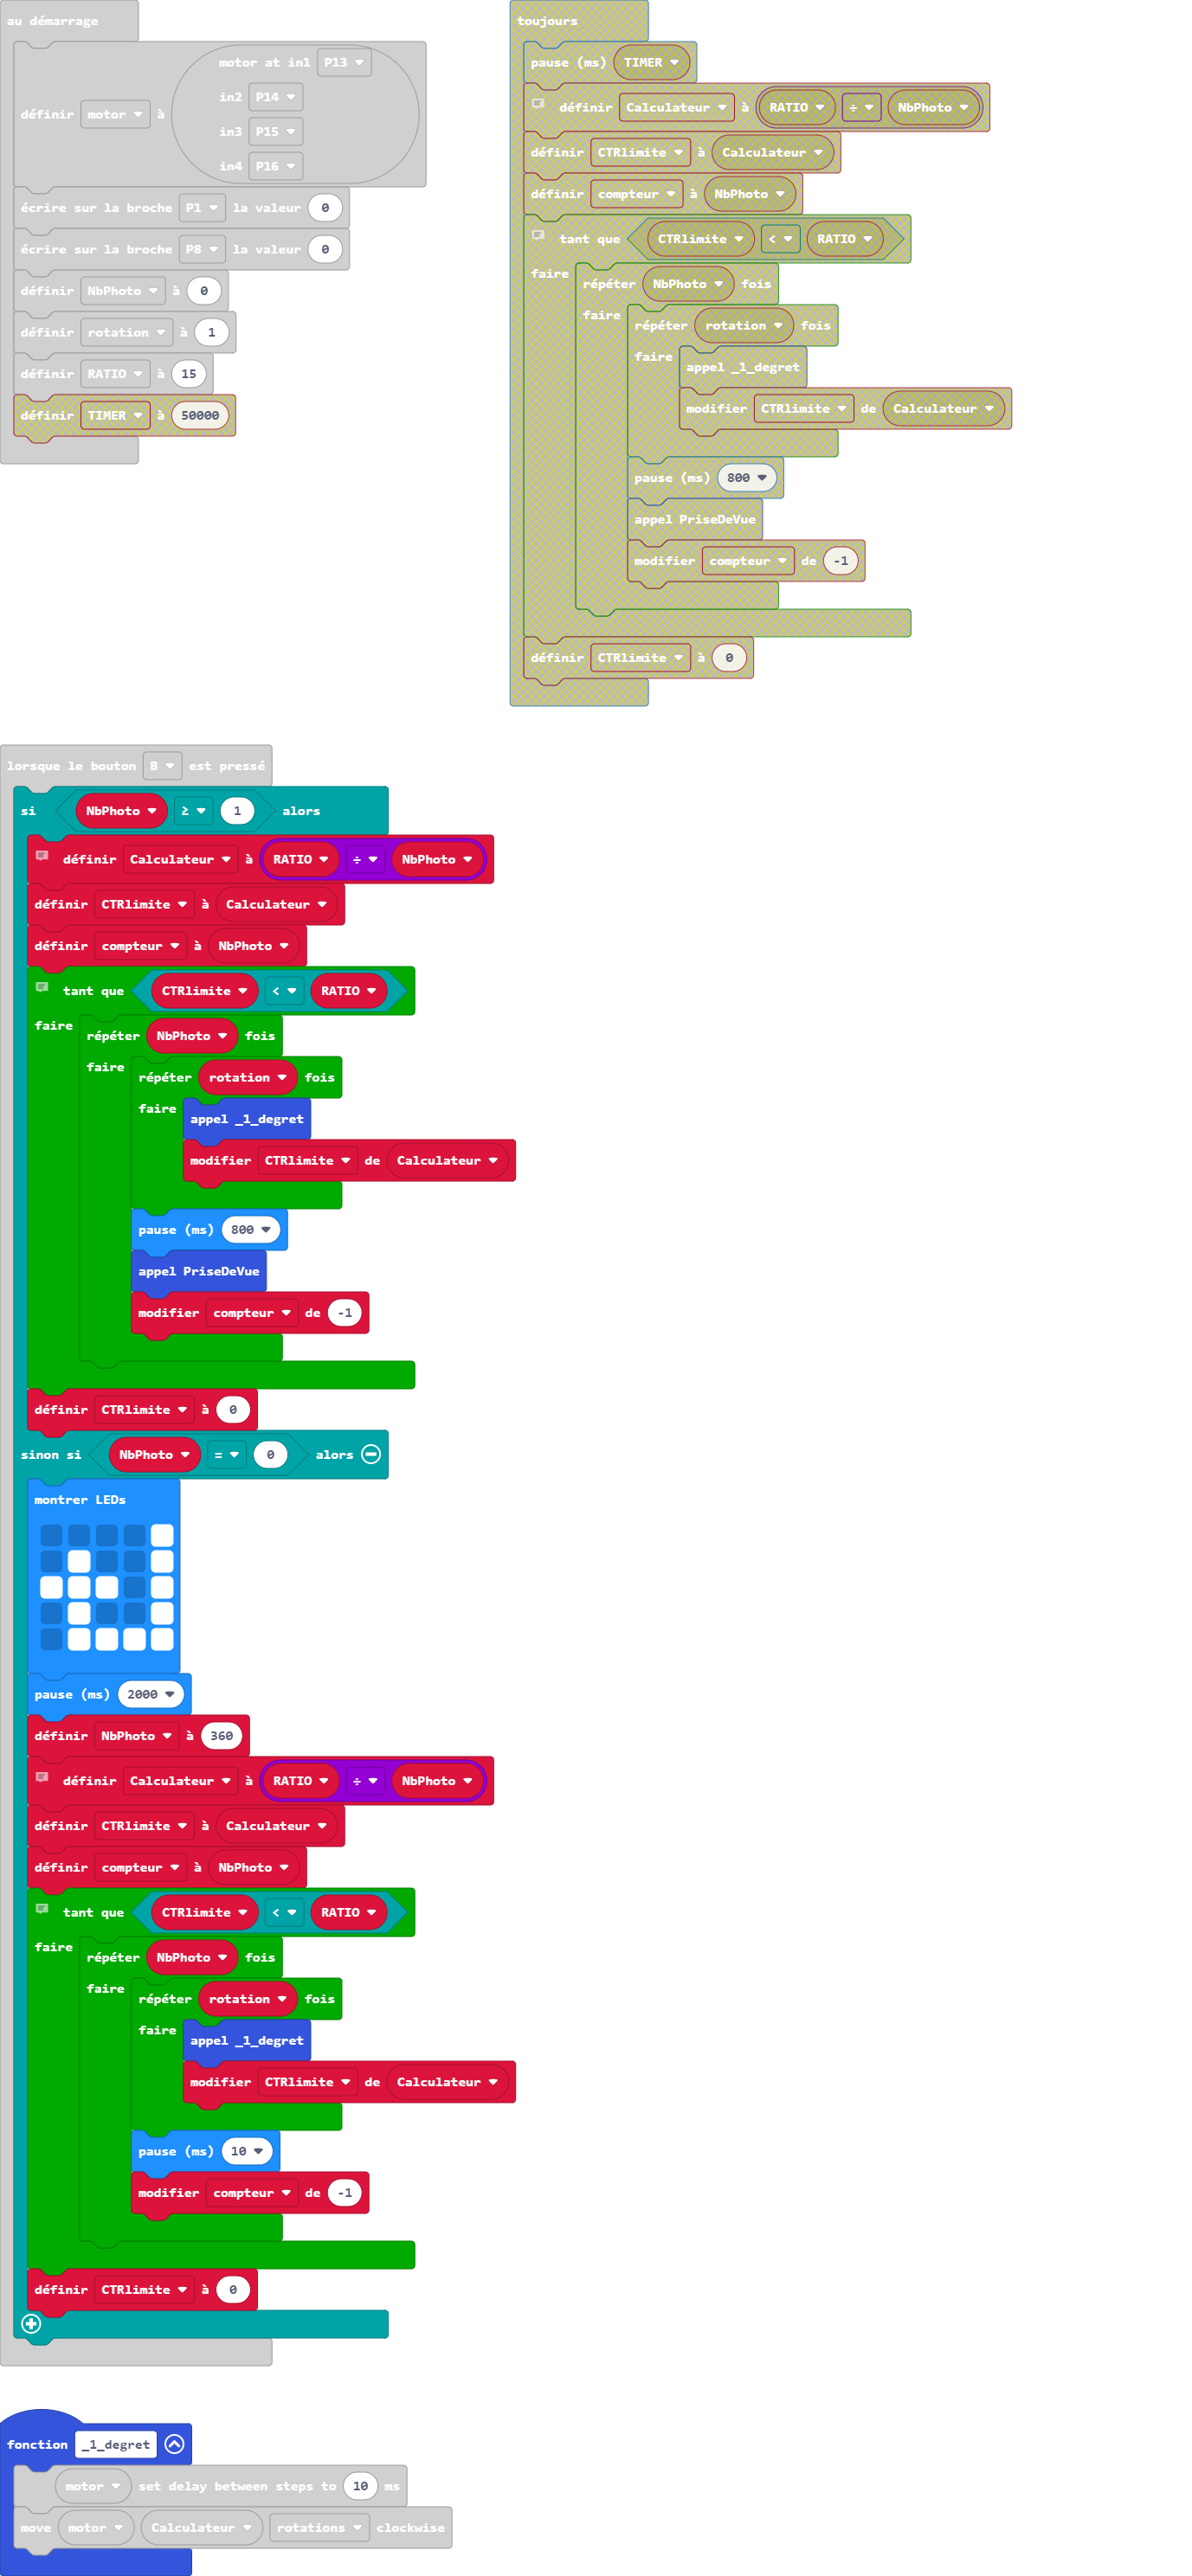 au démarrage
définir motor à motor at in1 P13
in2 P14
in3 P15
in4 P16
écrire sur la broche P1 la valeur 0
écrire sur la broche P8 la valeur 0
définir NbPhoto à 0
définir rotation à 1
définir RATIO à 15
définir TIMER à 50000
toujours
pause (ms) TIMER
définir Calculateur à RATIO ÷ NbPhoto
définir CTRlimite à Calculateur
définir compteur à NbPhoto
tant que CTRlimite < RATIO
faire répéter NbPhoto fois
faire répéter rotation fois
faire appel _1_degret
modifier CTRlimite de Calculateur
pause (ms) 800
appel PriseDeVue
modifier compteur de -1
définir CTRlimite à 0
lorsque le bouton B est pressé
si NbPhoto ≥ 1 alors
définir Calculateur à RATIO ÷ NbPhoto
définir CTRlimite à Calculateur
définir compteur à NbPhoto
tant que CTRlimite < RATIO
faire répéter NbPhoto fois
faire répéter rotation fois
faire appel _1_degret
modifier CTRlimite de Calculateur
pause (ms) 800
appel PriseDeVue
modifier compteur de -1
définir CTRlimite à 0
sinon si NbPhoto = 0 alors
montrer LEDs
pause (ms) 2000
définir NbPhoto à 360
définir Calculateur à RATIO ÷ NbPhoto
définir CTRlimite à Calculateur
définir compteur à NbPhoto
tant que CTRlimite < RATIO
faire répéter NbPhoto fois
faire répéter rotation fois
faire appel _1_degret
modifier CTRlimite de Calculateur
pause (ms) 10
modifier compteur de -1
définir CTRlimite à 0
fonction _1_degret
motor set delay between steps to 10 ms
move motor Calculateur rotations clockwise